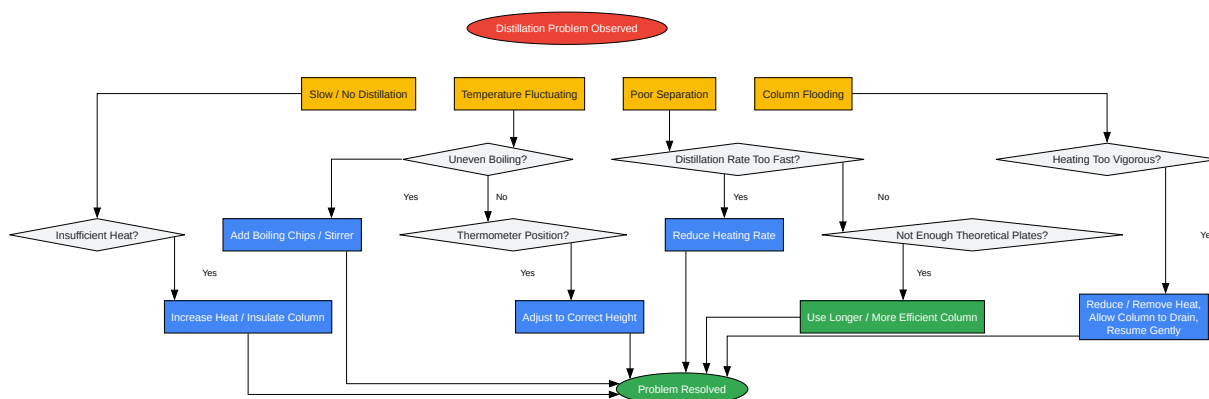 Distillation Problem Observed
Slow / No Distillation
Temperature Fluctuating
Poor Separation
Column Flooding
Uneven Boiling?
Distillation Rate Too Fast?
Heating Too Vigorous?
Yes
No
Yes
No
Insufficient Heat?
Add Boiling Chips / Stirrer
Thermometer Position?
Reduce Heating Rate
Not Enough Theoretical Plates?
Yes
Yes
Yes
Increase Heat / Insulate Column
Adjust to Correct Height
Use Longer / More Efficient Column
Reduce / Remove Heat,
Allow Column to Drain,
Resume Gently
Problem Resolved